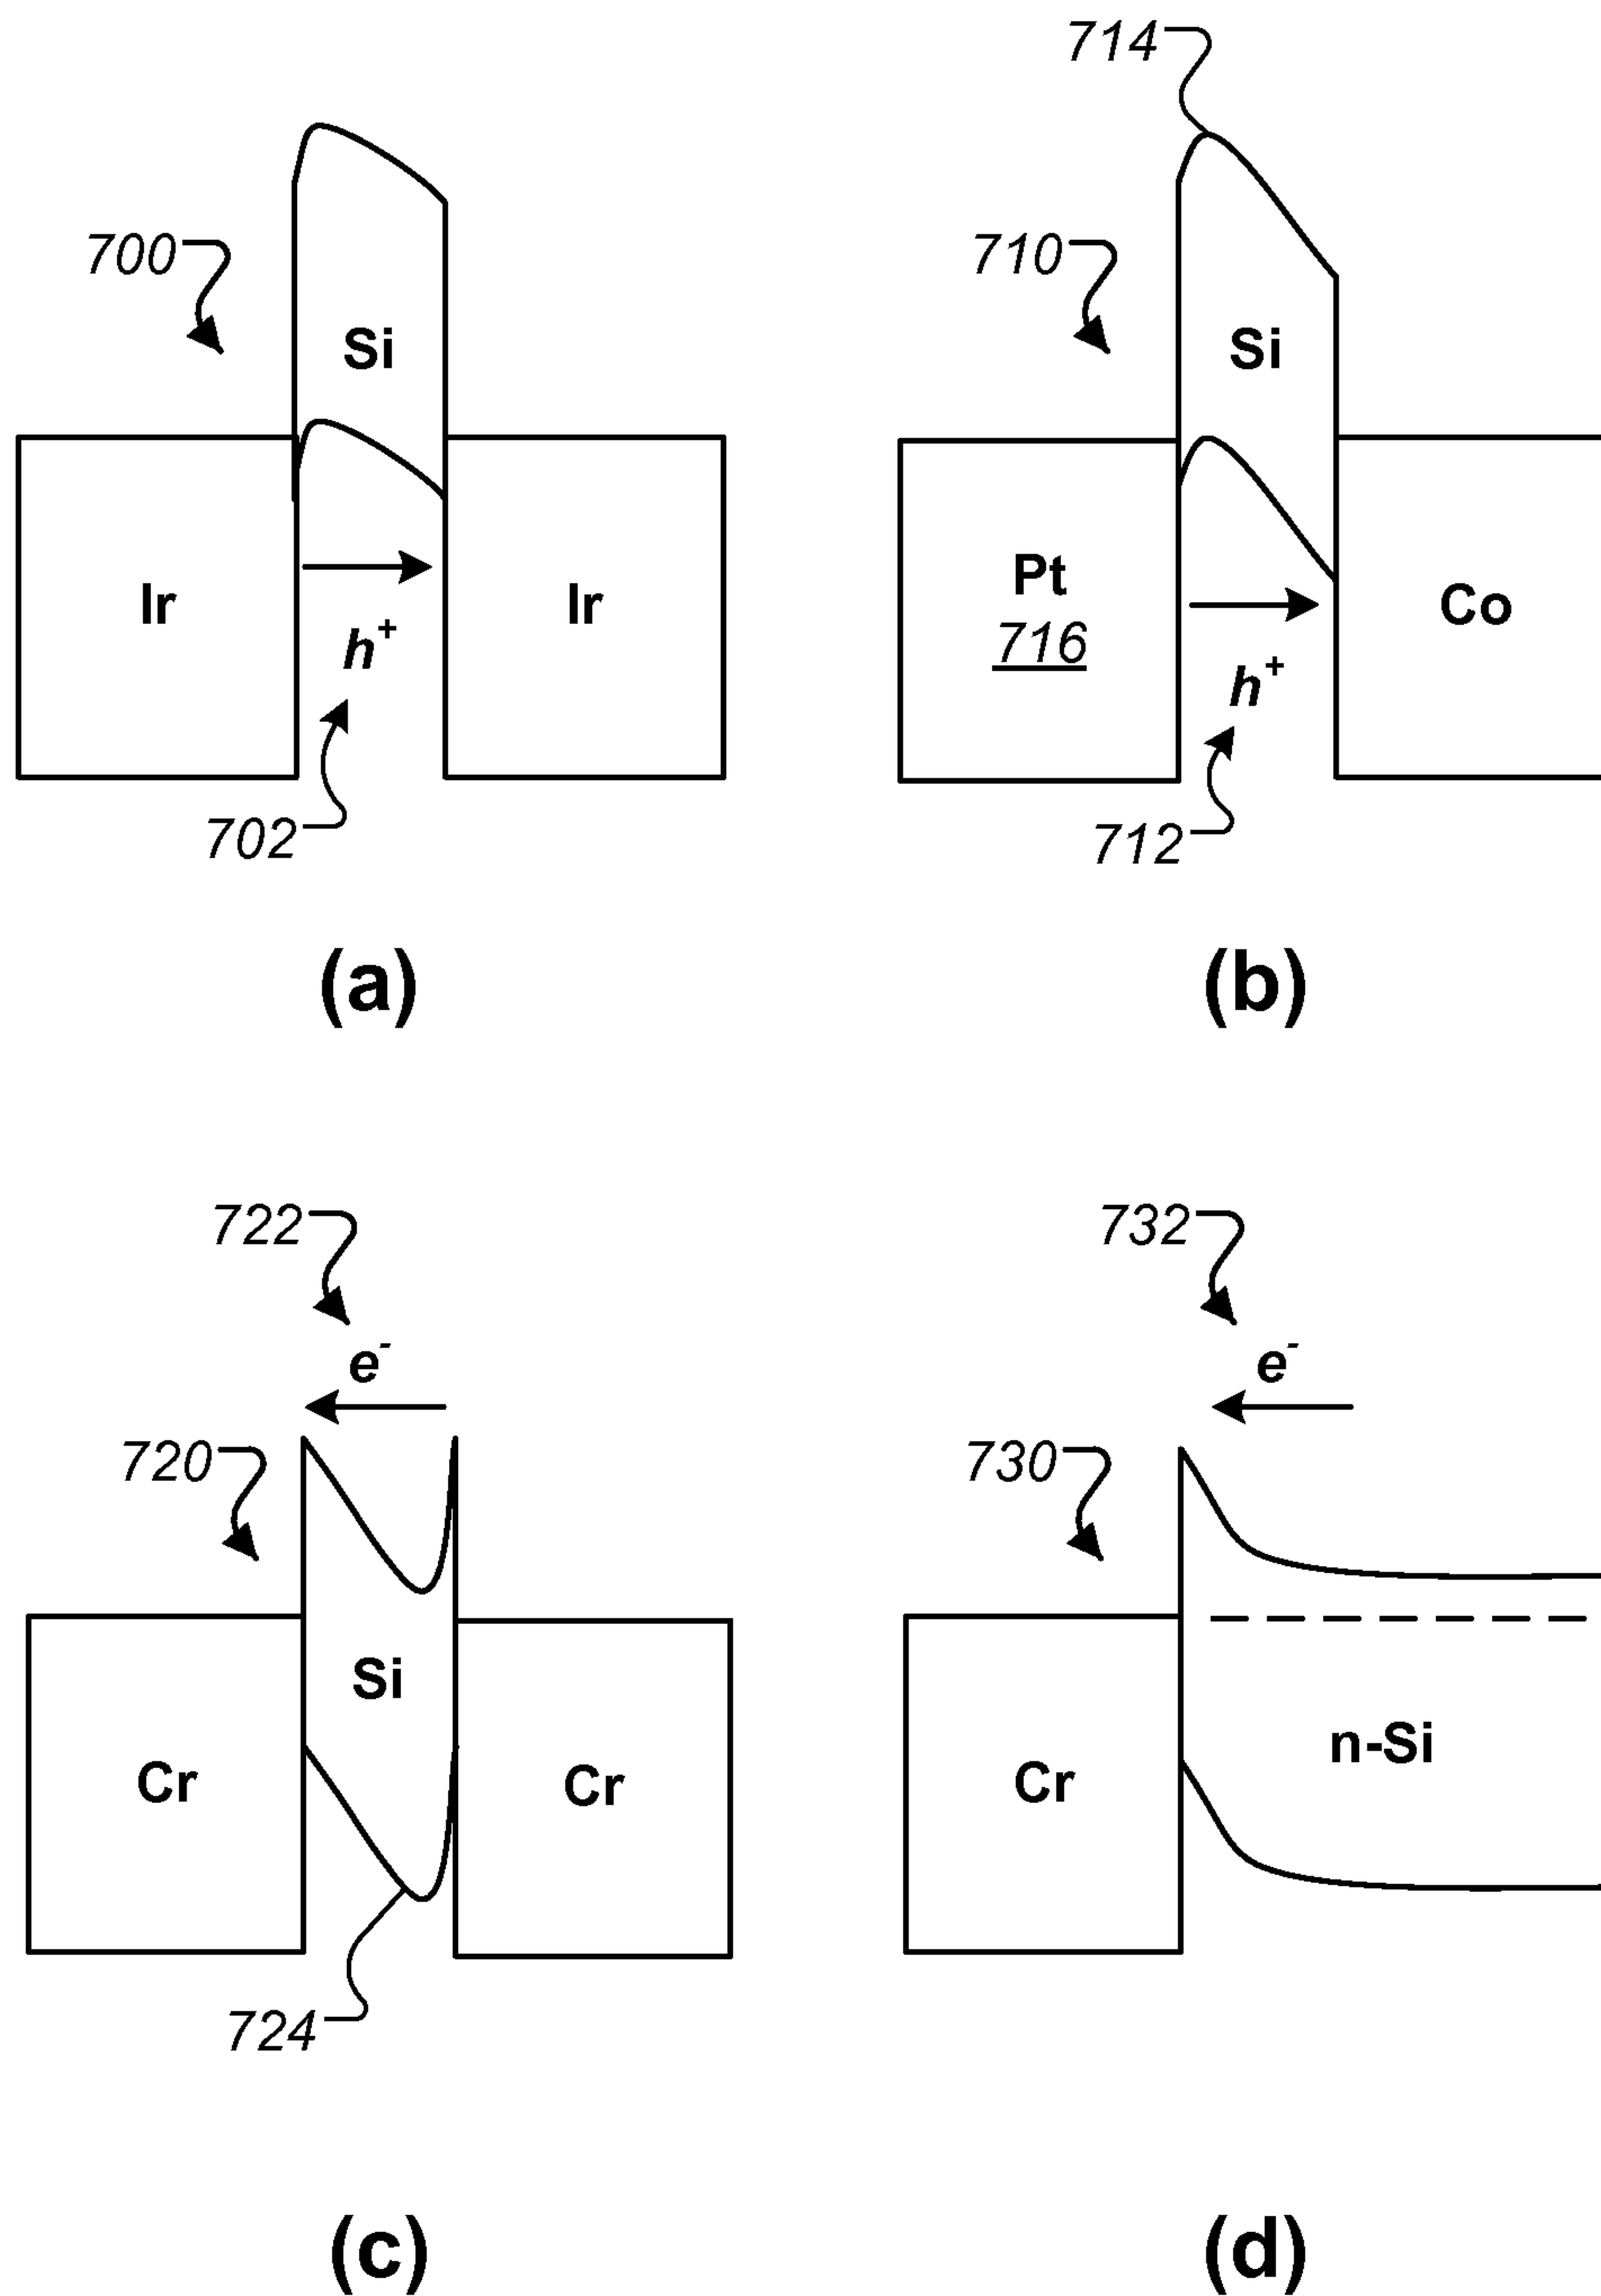 714
700
710
Si
Si
Ir
Ir
Pt
716
Co
h+
h+
702
712
(a)
(b)
722
732
e-
e-
720
730
Si
n-Si
Cr
Cr
Cr
724
(c)
(d)